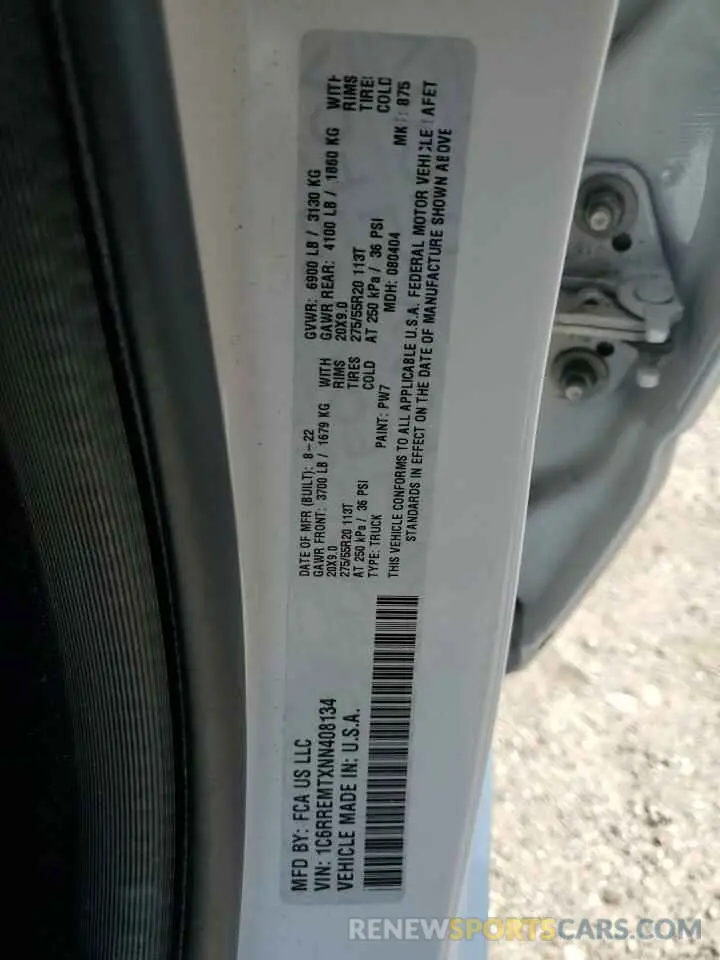 MFD BY: FCA US LLC
VIN: 1C6RREMTXNN408134
VEHICLE MADE IN: U.S.A.
DATE OF MFR (BUILT): 8-22
GAWR FRONT: 3700 LB / 1679 KG WITH
20X9.0 RIMS
275/55R20 113T TIRES
AT 250 kPa / 36 PSI COLD
TYPE: TRUCK PAINT: PW7
GVWR: 6900 LB / 3130 KG
GAWR REAR: 4100 LB / 1860 KG WITH
20X9.0 RIMS
275/55R20 113T
AT 250 kPa / 36 PSI COLD
MDH: 080404
THIS VEHICLE CONFORMS TO ALL APPLICABLE U.S.A. FEDERAL MOTOR VEHICLE
STANDARDS IN EFFECT ON THE DATE OF MANUFACTURE SHOWN ABOVE
RENEWSPORTSCARS.COM